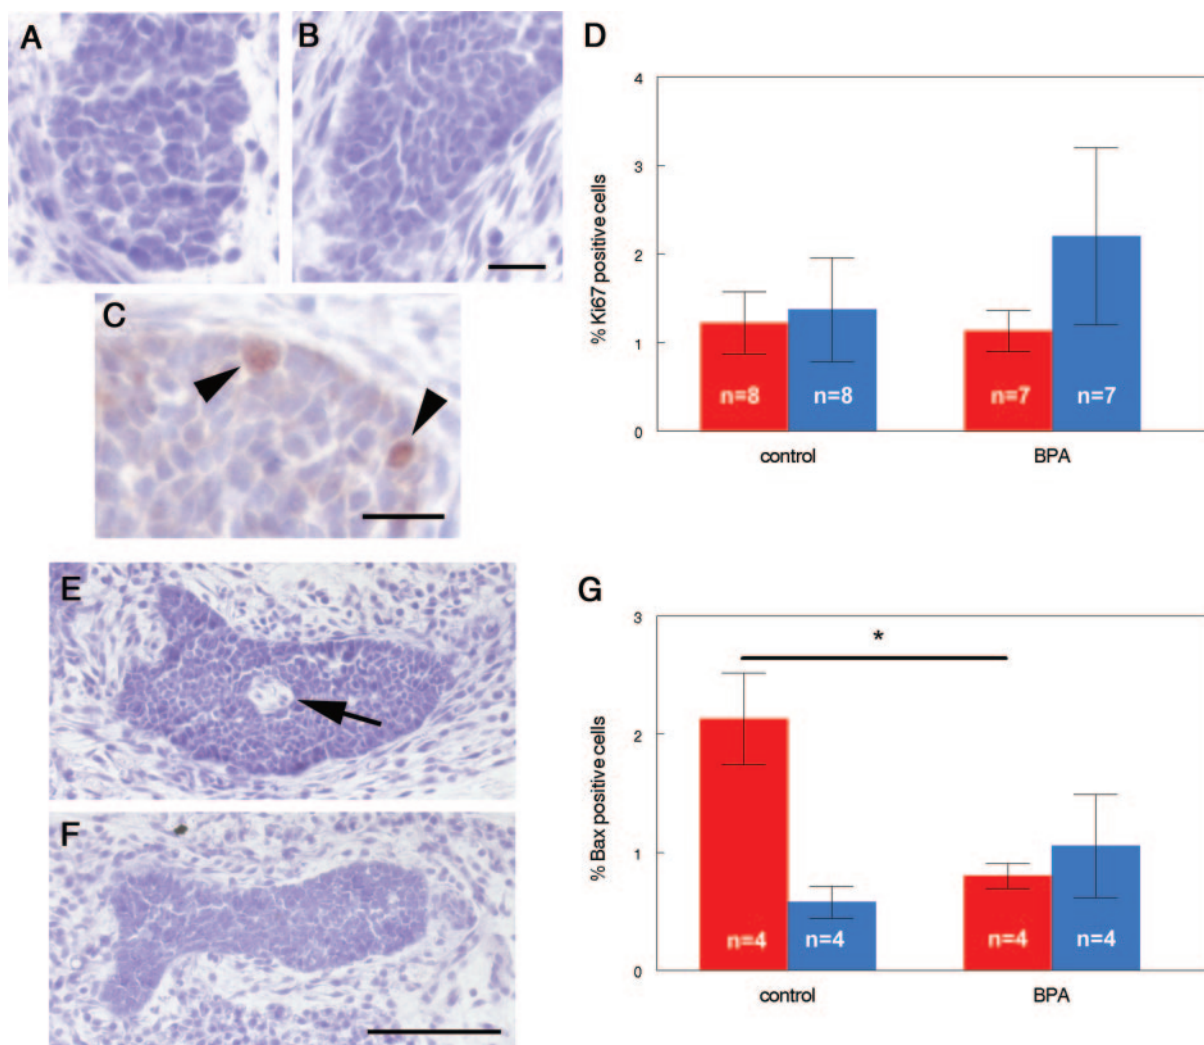 A
B
C
D
4
3
2
1
0
% Ki67 positive cells
n=8
n=8
n=7
n=7
control
BPA
E
F
G
3
2
1
0
% Bax positive cells
*
n=4
n=4
n=4
n=4
control
BPA